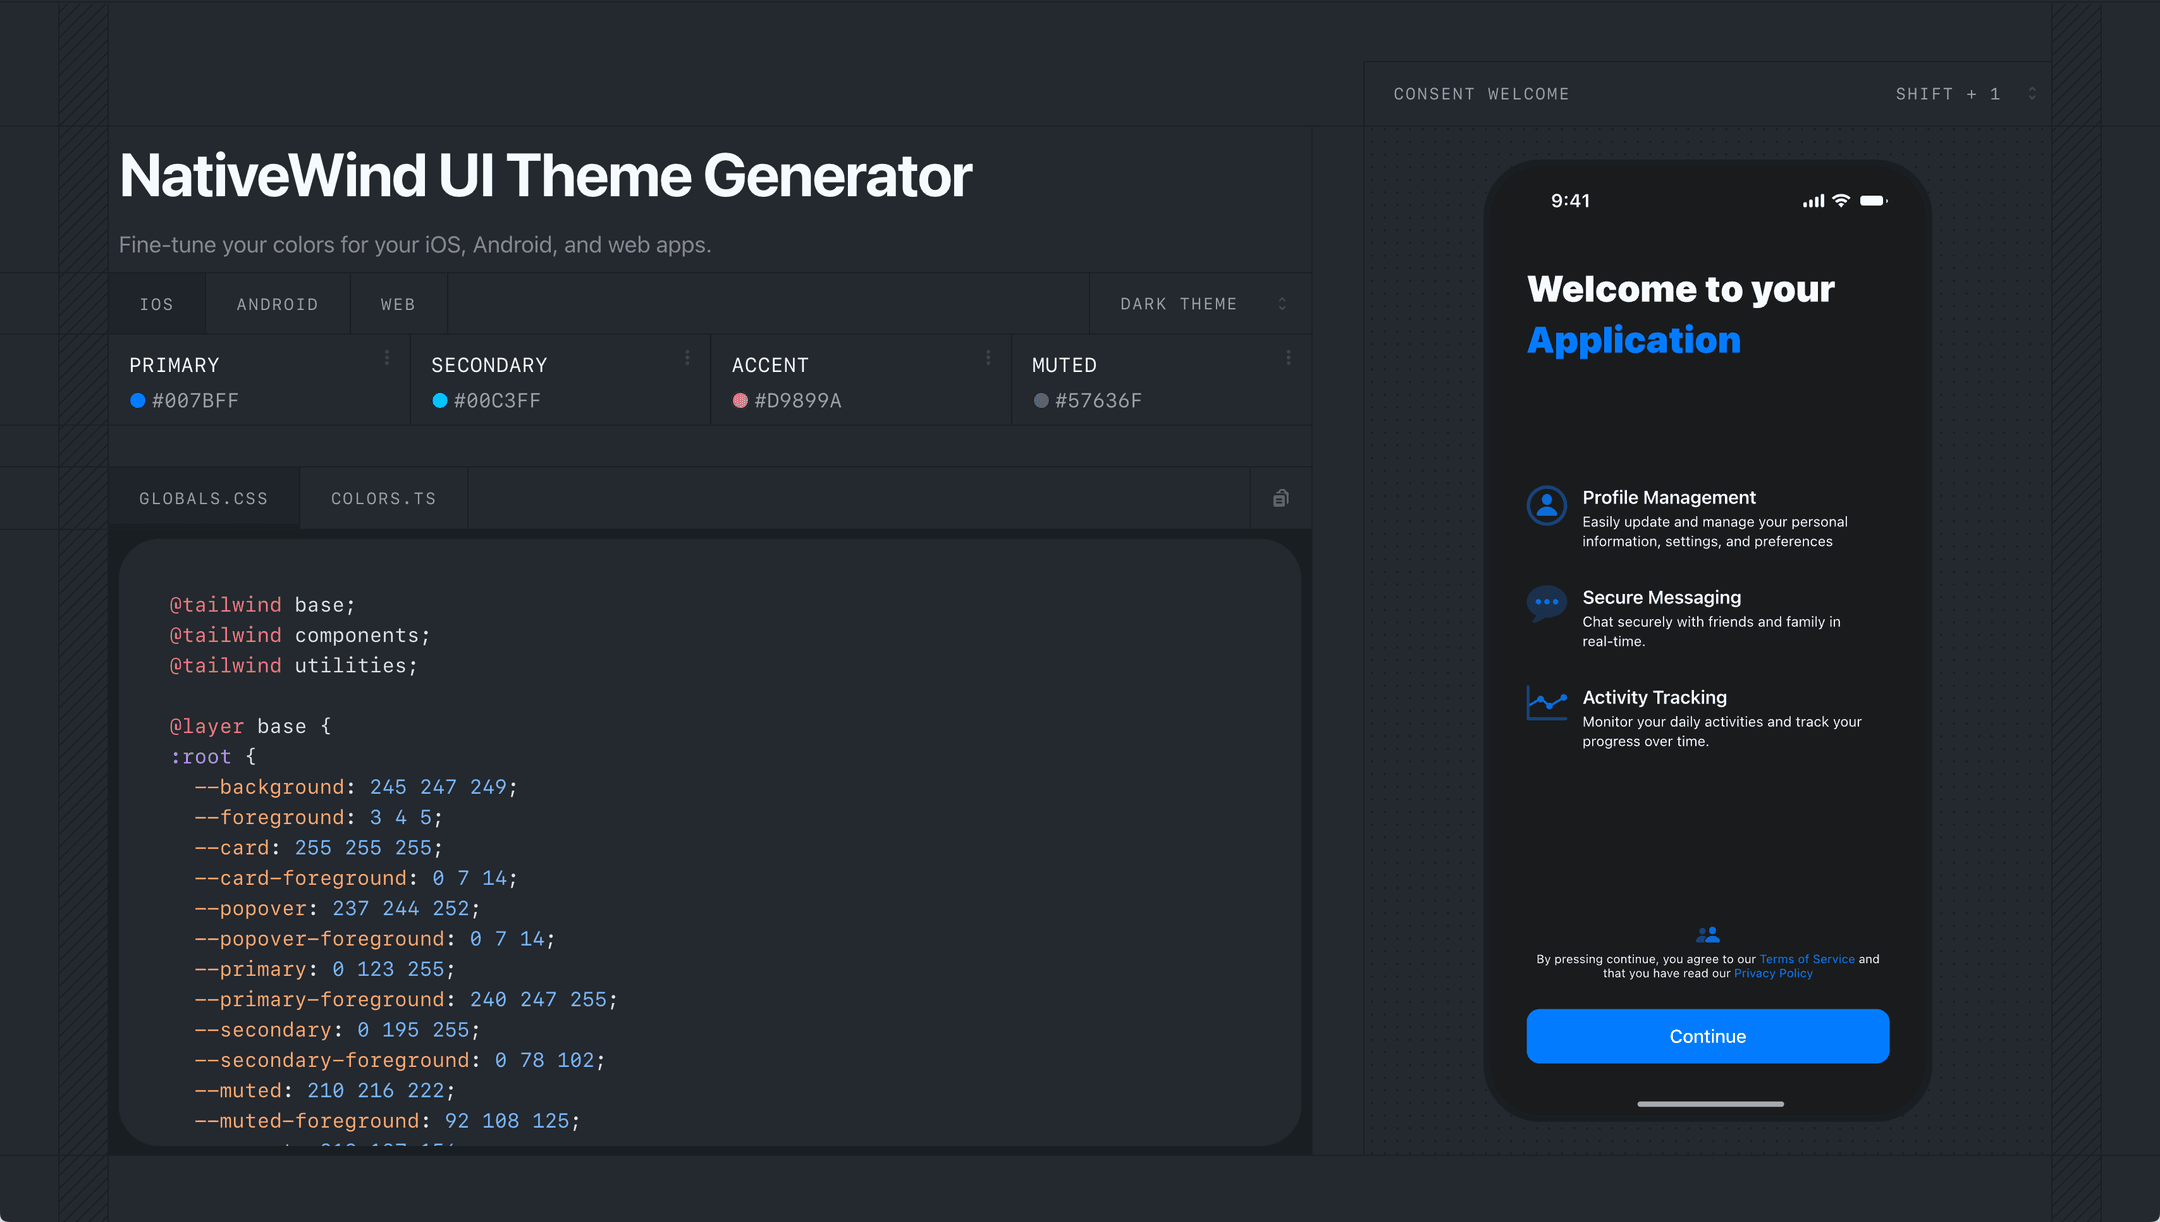 NativeWind UI Theme Generator
Fine-tune your colors for your iOS, Android, and web apps.
IOS ANDROID WEB DARK THEME
PRIMARY SECONDARY ACCENT MUTED
#007BFF #00C3FF #D9899A #57636F
GLOBALS.CSS COLORS.TS
@tailwind base;
@tailwind components;
@tailwind utilities;
@layer base {
:root {
--background: 245 247 249;
--foreground: 3 4 5;
--card: 255 255 255;
--card-foreground: 0 7 14;
--popover: 237 244 252;
--popover-foreground: 0 7 14;
--primary: 0 123 255;
--primary-foreground: 240 247 255;
--secondary: 0 195 255;
--secondary-foreground: 0 78 102;
--muted: 210 216 222;
--muted-foreground: 92 108 125;
CONSENT WELCOME SHIFT + 1
9:41
Welcome to your
Application
Profile Management
Easily update and manage your personal
information, settings, and preferences
Secure Messaging
Chat securely with friends and family in
real-time.
Activity Tracking
Monitor your daily activities and track your
progress over time.
By pressing continue, you agree to our Terms of Service and
that you have read our Privacy Policy
Continue